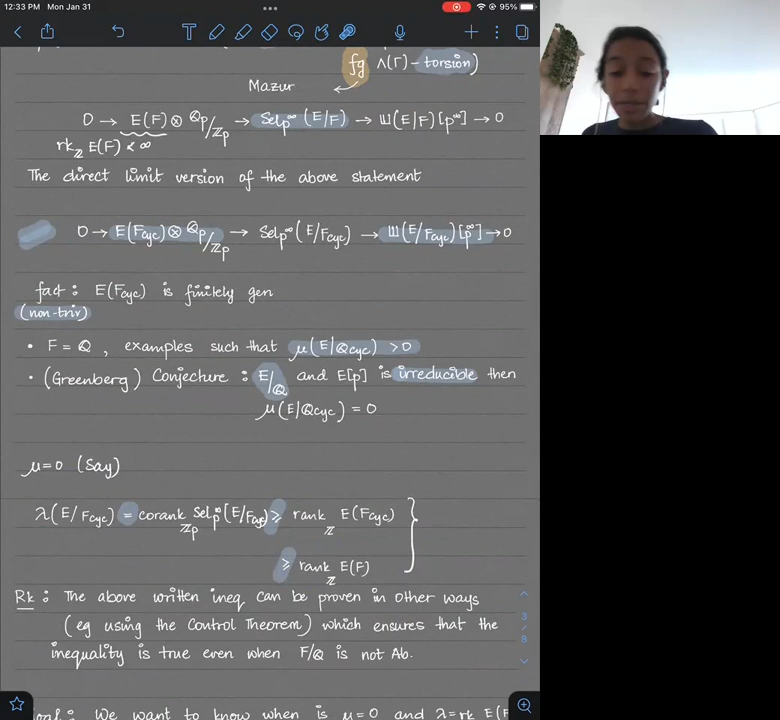 12:33 PM Mon Jan 31
95%
fg Λ(Γ)-torsion)
Mazur
0 → E(F) ⊗ Qp/Zp → Selp∞(E/F) → Ш(E/F)[p∞] → 0
rkℤ E(F) < ∞
The direct limit version of the above statement
0 → E(Fcyc) ⊗ Qp/Zp → Selp∞(E/Fcyc) → Ш(E/Fcyc)[p∞] → 0
fact : E(Fcyc) is finitely gen
(non-triv)
• F = Q, examples such that μ(E/Qcyc) > 0
• (Greenberg) Conjecture : E/Q and E[p] is irreducible then
μ(E/Qcyc) = 0
μ=0 (Say)
λ(E/Fcyc) = corankℤp Selp∞(E/Fcyc) ≥ rankℤ E(Fcyc)
≥ rankℤ E(F)
Rk : The above written ineq can be proven in other ways
(eg using the Control Theorem) which ensures that the
inequality is true even when F/Q is not Ab.
3/8
We want to know when is μ=0 and λ=rk E(F